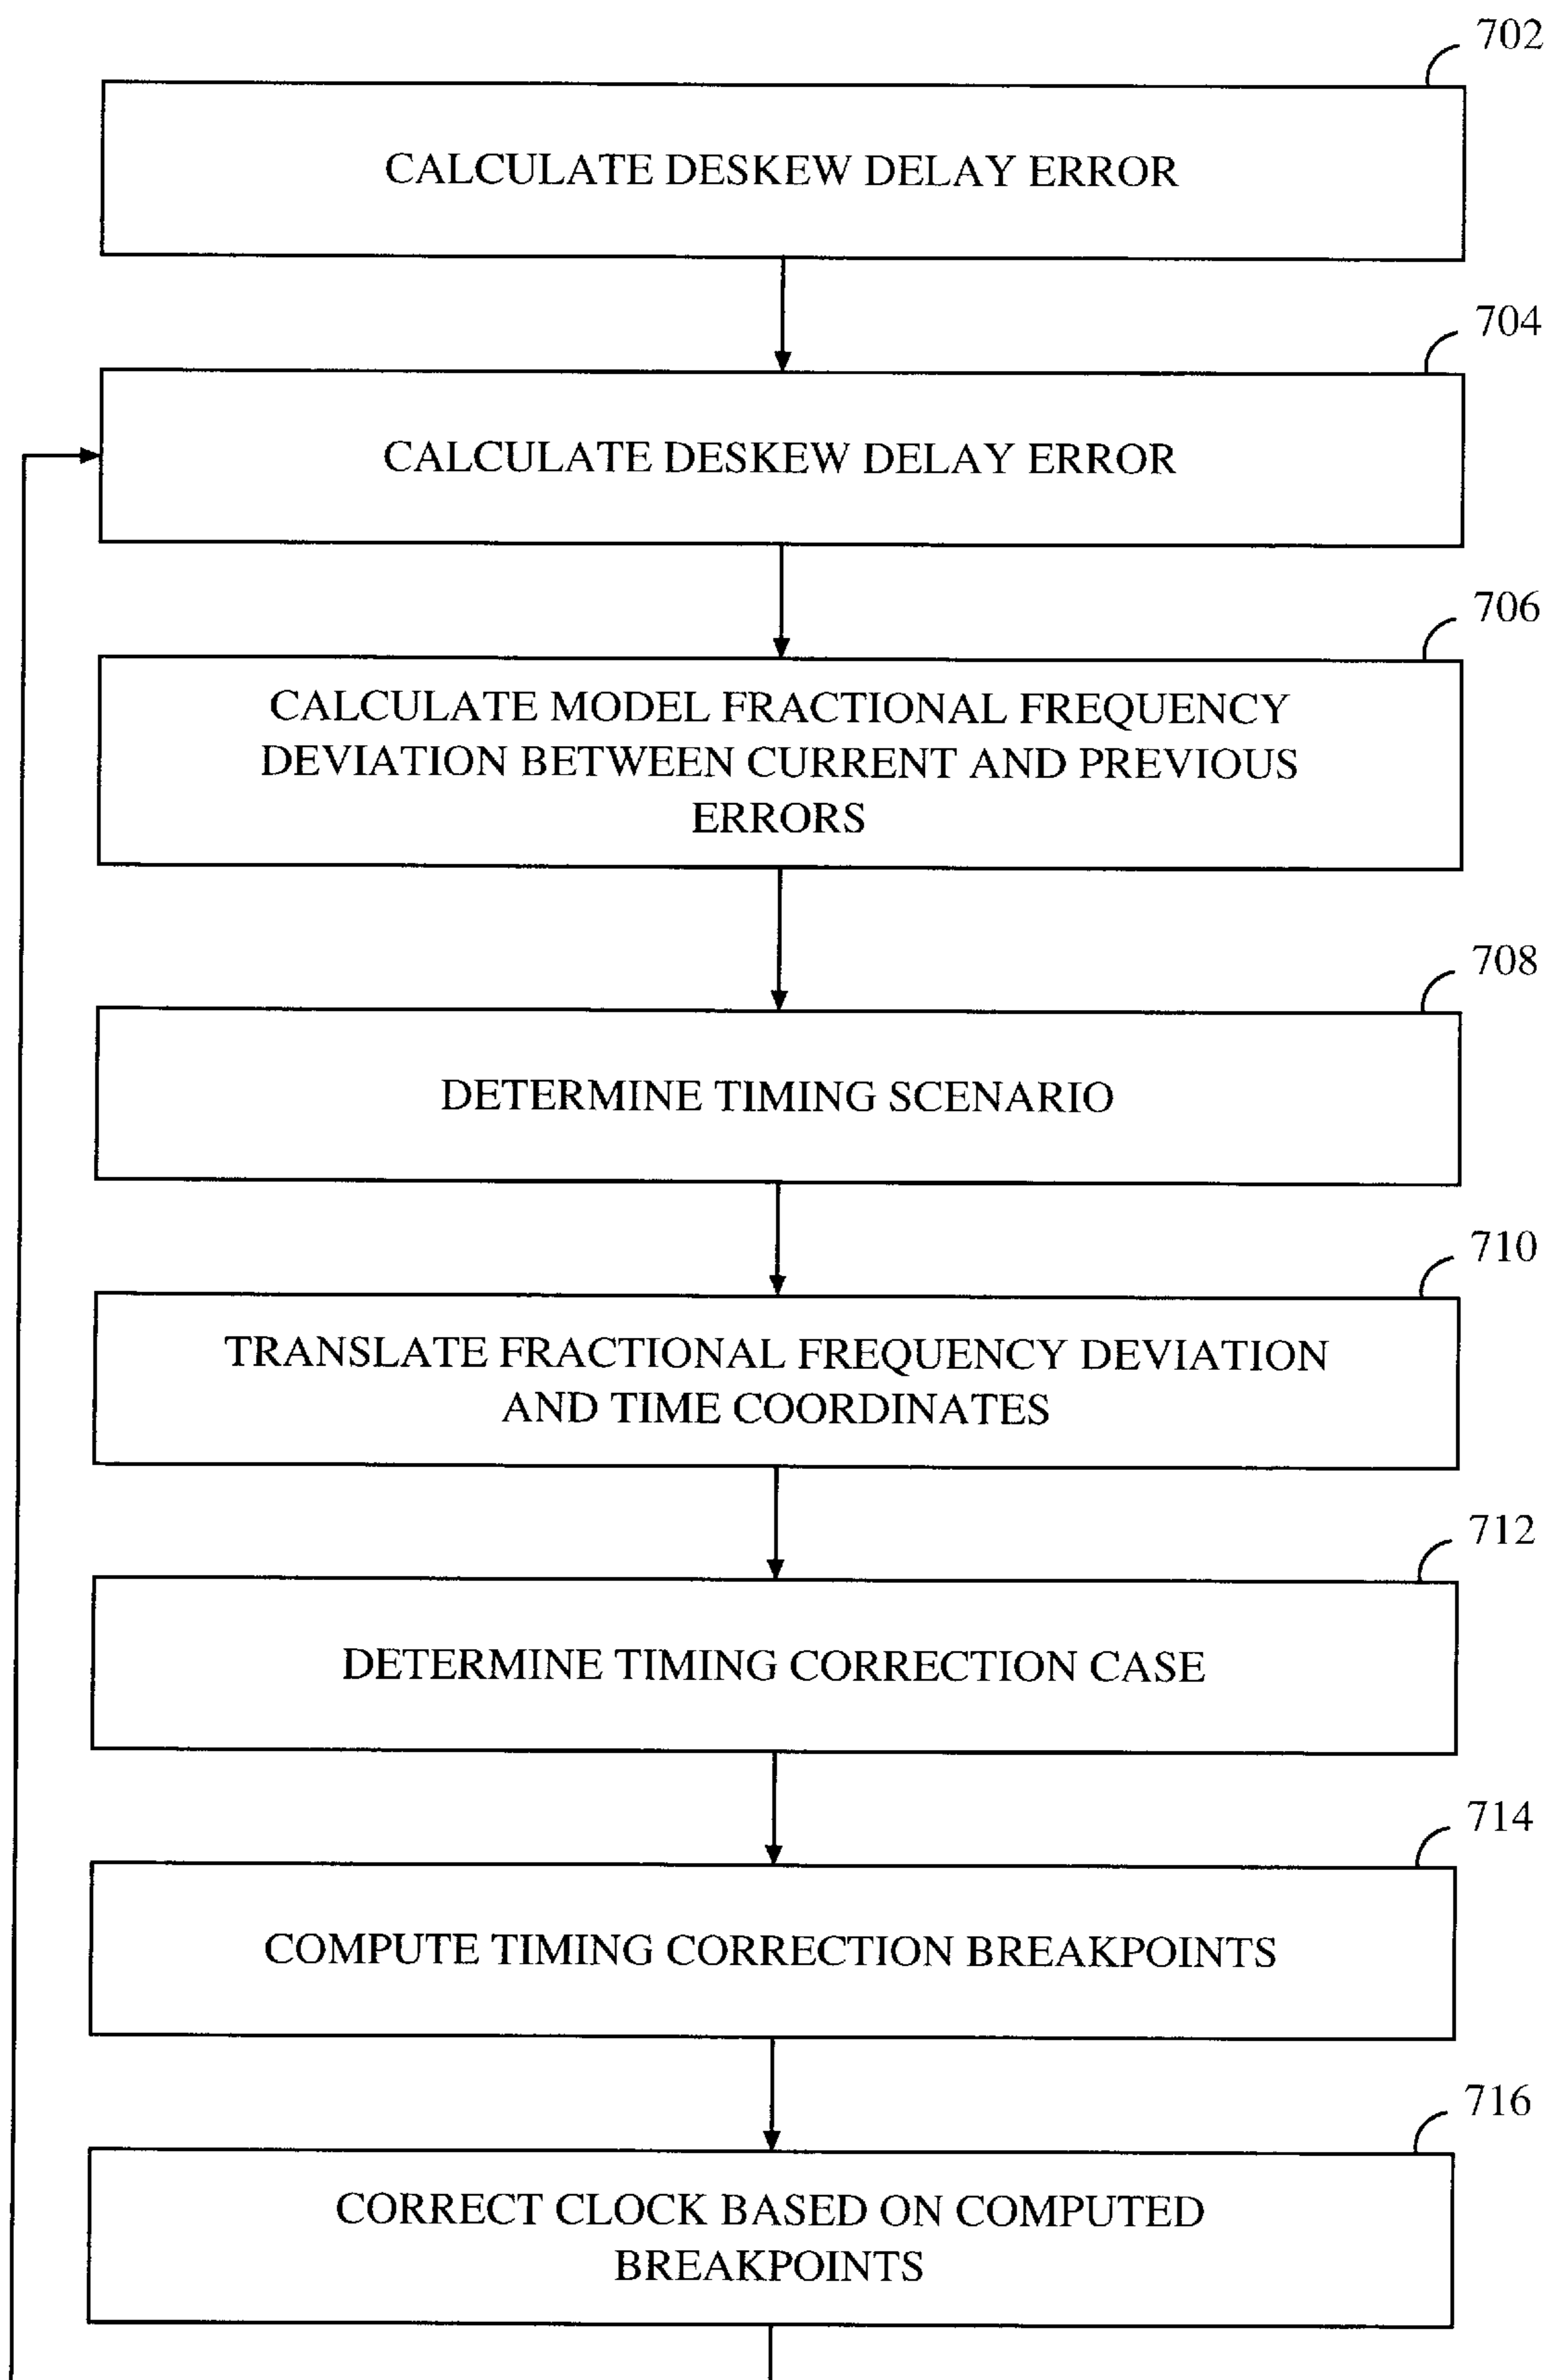 702
CALCULATE DESKEW DELAY ERROR
704
CALCULATE DESKEW DELAY ERROR
706
CALCULATE MODEL FRACTIONAL FREQUENCY
DEVIATION BETWEEN CURRENT AND PREVIOUS
ERRORS
708
DETERMINE TIMING SCENARIO
710
TRANSLATE FRACTIONAL FREQUENCY DEVIATION
AND TIME COORDINATES
712
DETERMINE TIMING CORRECTION CASE
714
COMPUTE TIMING CORRECTION BREAKPOINTS
716
CORRECT CLOCK BASED ON COMPUTED
BREAKPOINTS